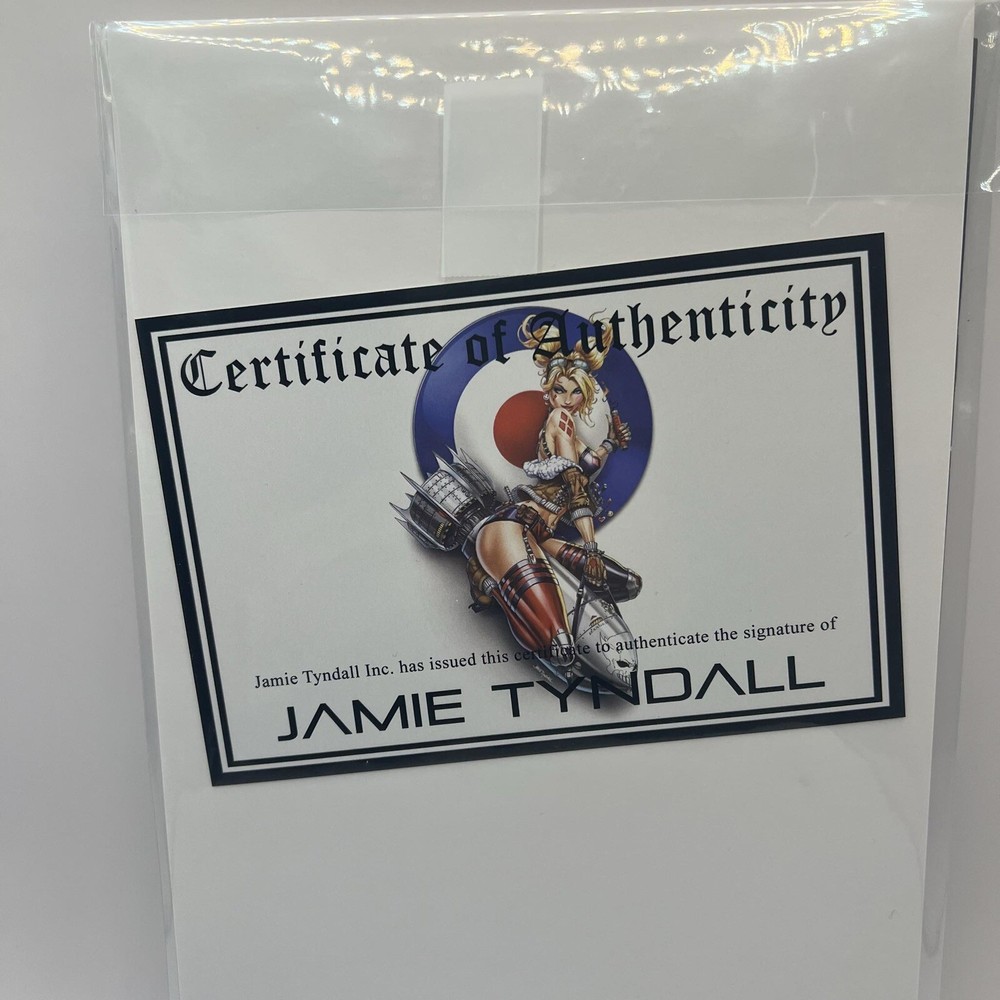 Certificate of Authenticity
Jamie Tyndall Inc. has issued this certificate to authenticate the signature of
JAMIE TYNDALL